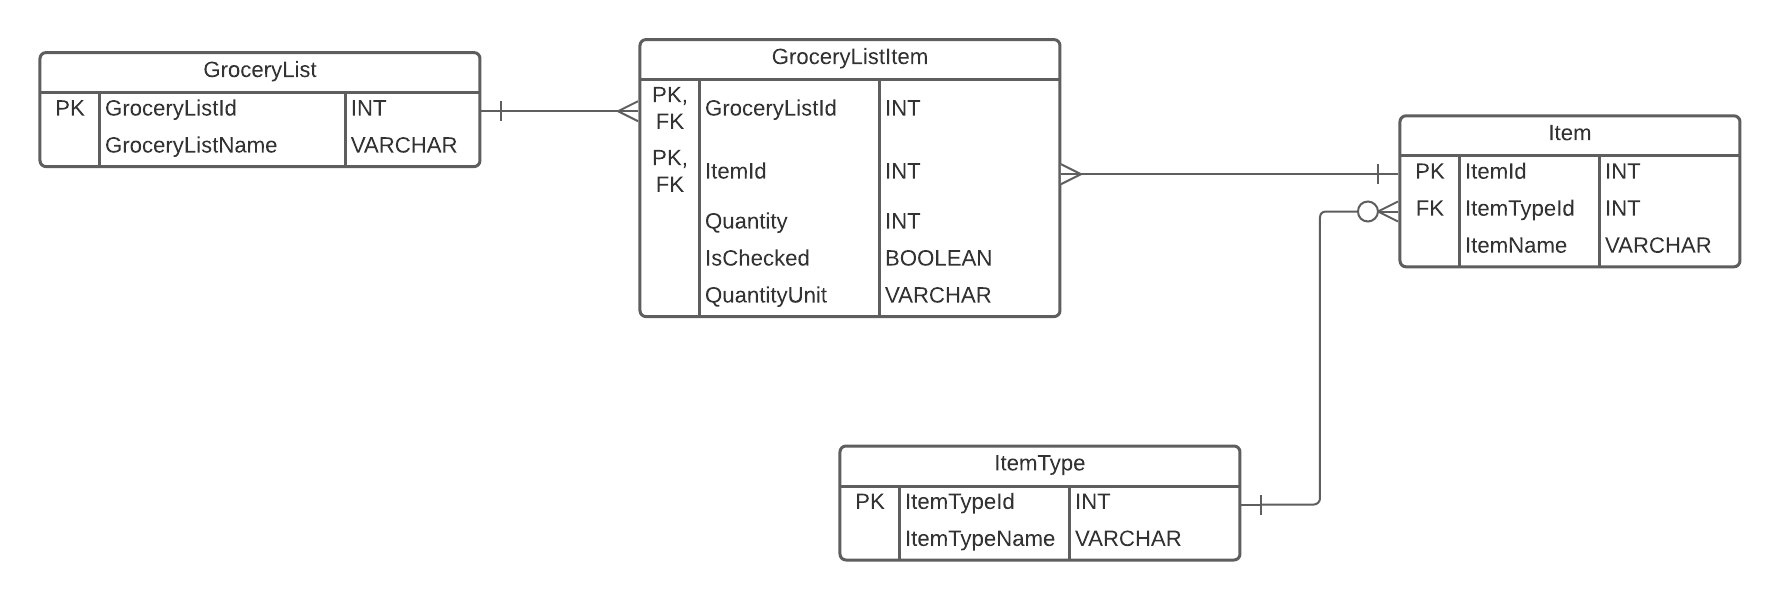 GroceryList
PK GroceryListId INT
GroceryListName VARCHAR
GroceryListItem
PK,
FK GroceryListId INT
PK,
FK ItemId INT
Quantity INT
IsChecked BOOLEAN
QuantityUnit VARCHAR
Item
PK ItemId INT
FK ItemTypeId INT
ItemName VARCHAR
ItemType
PK ItemTypeId INT
ItemTypeName VARCHAR